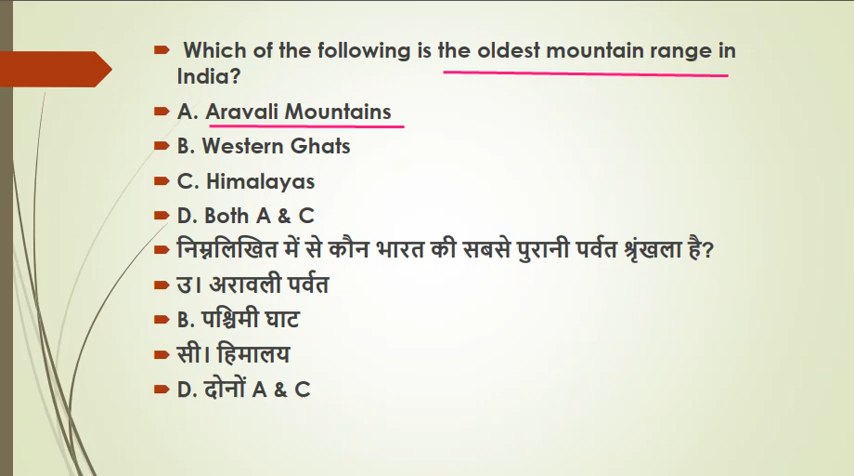 Which of the following is the oldest mountain range in
India?
A. Aravali Mountains
B. Western Ghats
C. Himalayas
D. Both A & C
निम्नलिखित में से कौन भारत की सबसे पुरानी पर्वत श्रृंखला है?
उ। अरावली पर्वत
B. पश्चिमी घाट
सी। हिमालय
D. दोनों A & C